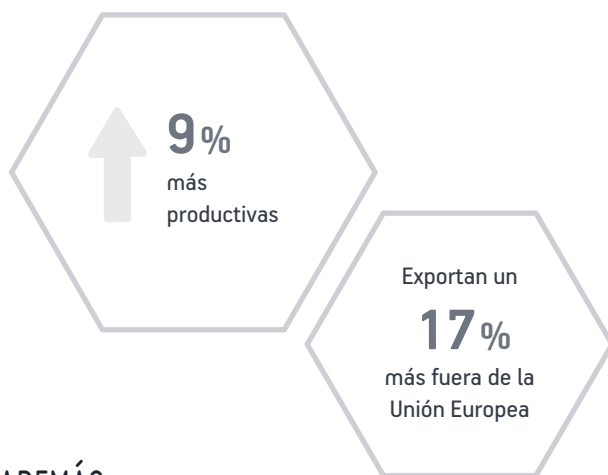 9%
más
productivas
Exportan un
17%
más fuera de la
Unión Europea
ADEMÁS